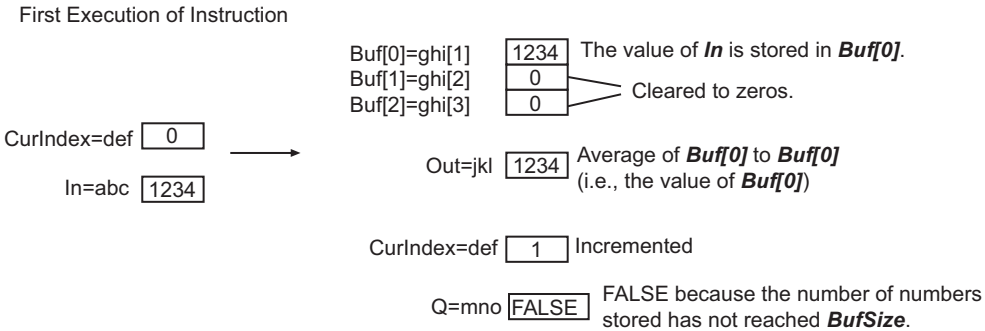 First Execution of Instruction
Buf[0]=ghi[1] 1234 The value of In is stored in Buf[0].
Buf[1]=ghi[2] 0
Cleared to zeros.
Buf[2]=ghi[3] 0
CurIndex=def 0
In=abc 1234
Out=jkl 1234 Average of Buf[0] to Buf[0]
(i.e., the value of Buf[0])
CurIndex=def 1 Incremented
Q=mno FALSE FALSE because the number of numbers
stored has not reached BufSize.